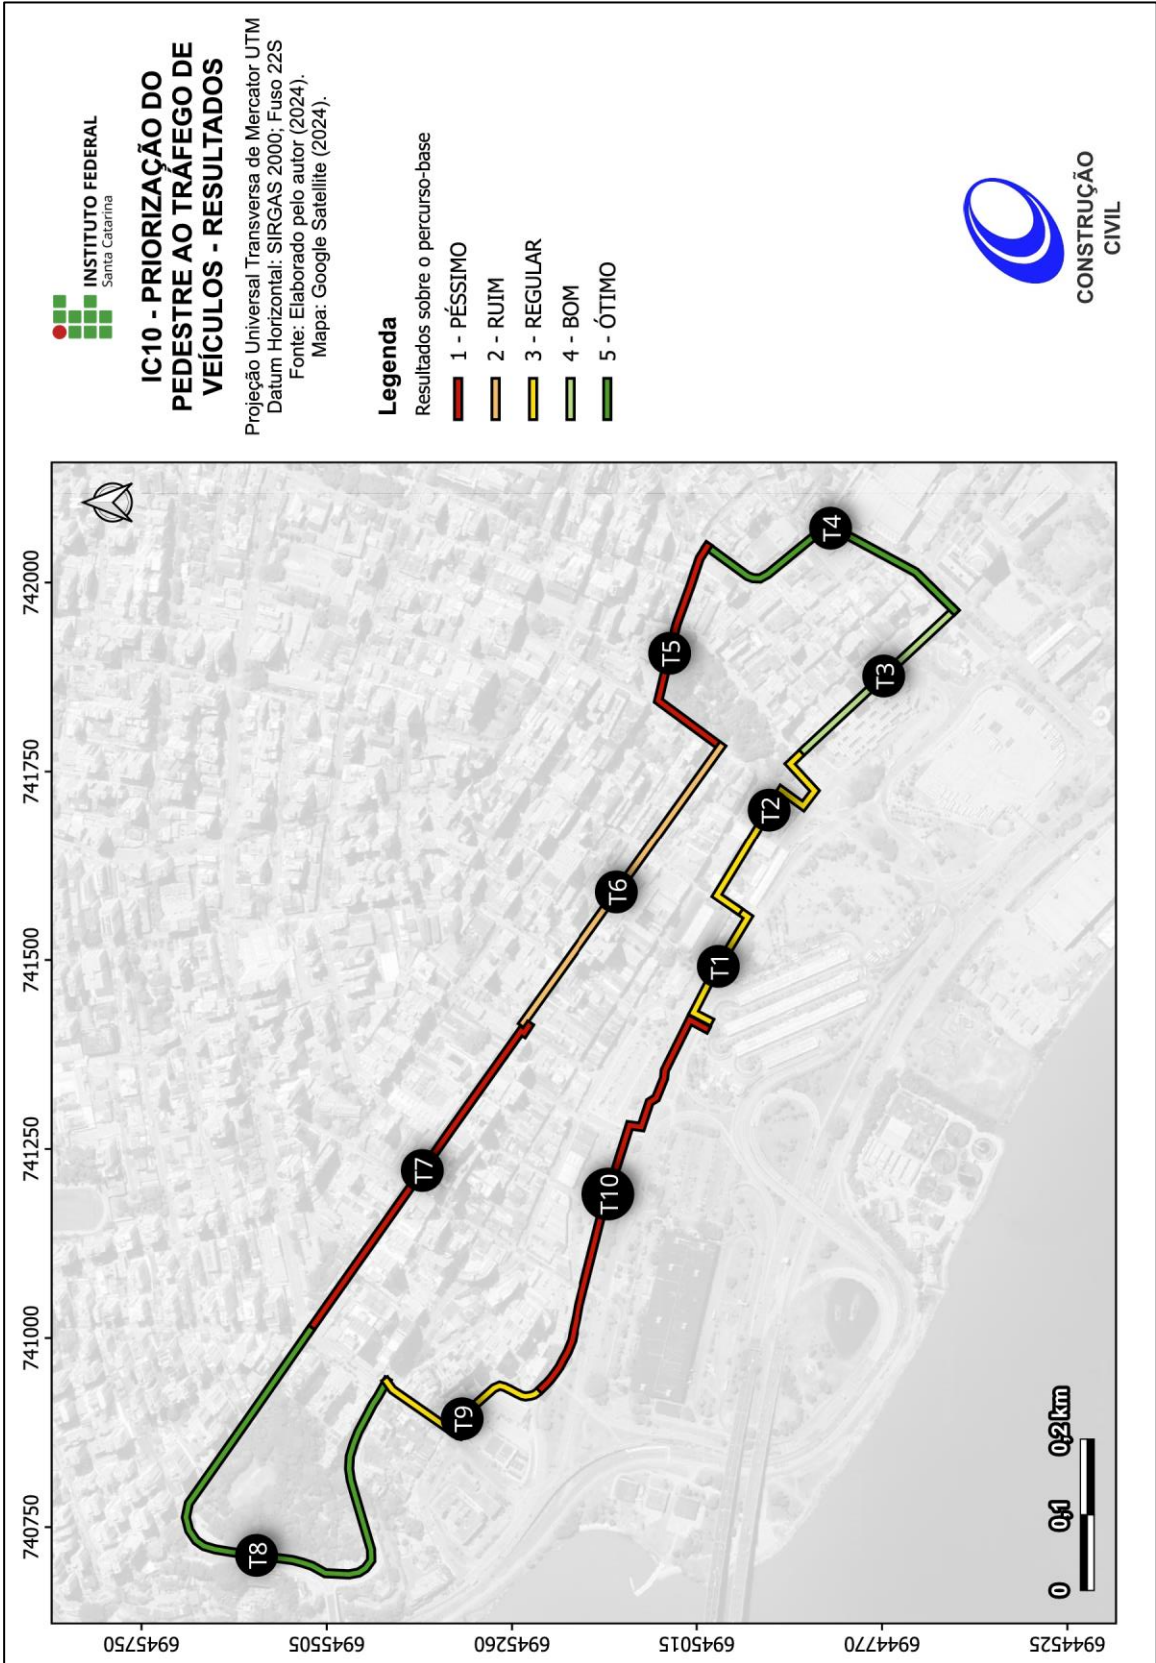 INSTITUTO FEDERAL
Santa Catarina
IC10 - PRIORIZAÇÃO DO
PEDESTRE AO TRÁFEGO DE
VEÍCULOS - RESULTADOS
Projeção Universal Transversa de Mercator UTM
Datum Horizontal: SIRGAS 2000; Fuso 22S
Fonte: Elaborado pelo autor (2024).
Mapa: Google Satellite (2024).
Legenda
Resultados sobre o percurso-base
1 - PÉSSIMO
2 - RUIM
3 - REGULAR
4 - BOM
5 - ÓTIMO
CONSTRUÇÃO
CIVIL
740750
741000
741250
741500
741750
742000
6945750
6945505
6945260
6945015
6944770
6944525
T8
T7
T6
T5
T4
T3
T2
T1
T10
T9
0
0,1
0,2 km